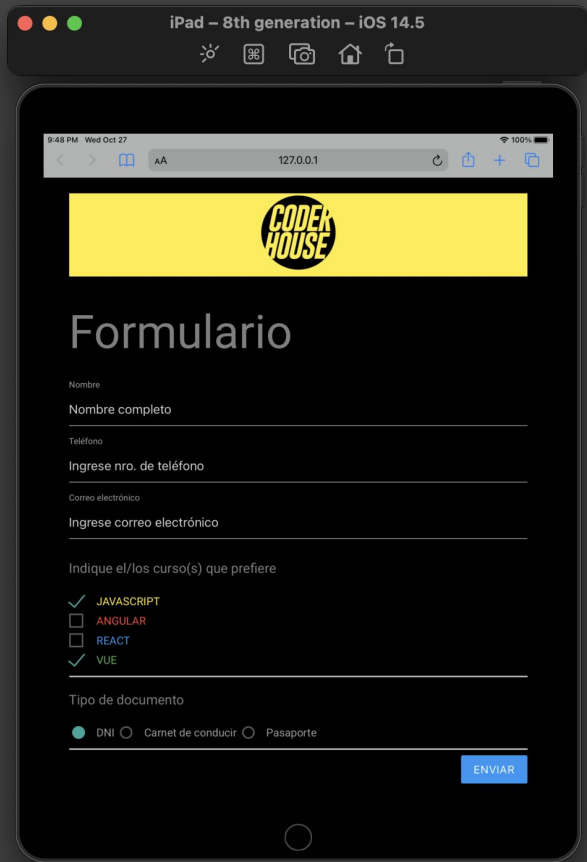 iPad – 8th generation – iOS 14.5
9:48 PM Wed Oct 27 100%
AA 127.0.0.1
CODER
HOUSE
Formulario
Nombre
Nombre completo
Teléfono
Ingrese nro. de teléfono
Correo electrónico
Ingrese correo electrónico
Indique el/los curso(s) que prefiere
JAVASCRIPT
ANGULAR
REACT
VUE
Tipo de documento
DNI Carnet de conducir Pasaporte
ENVIAR